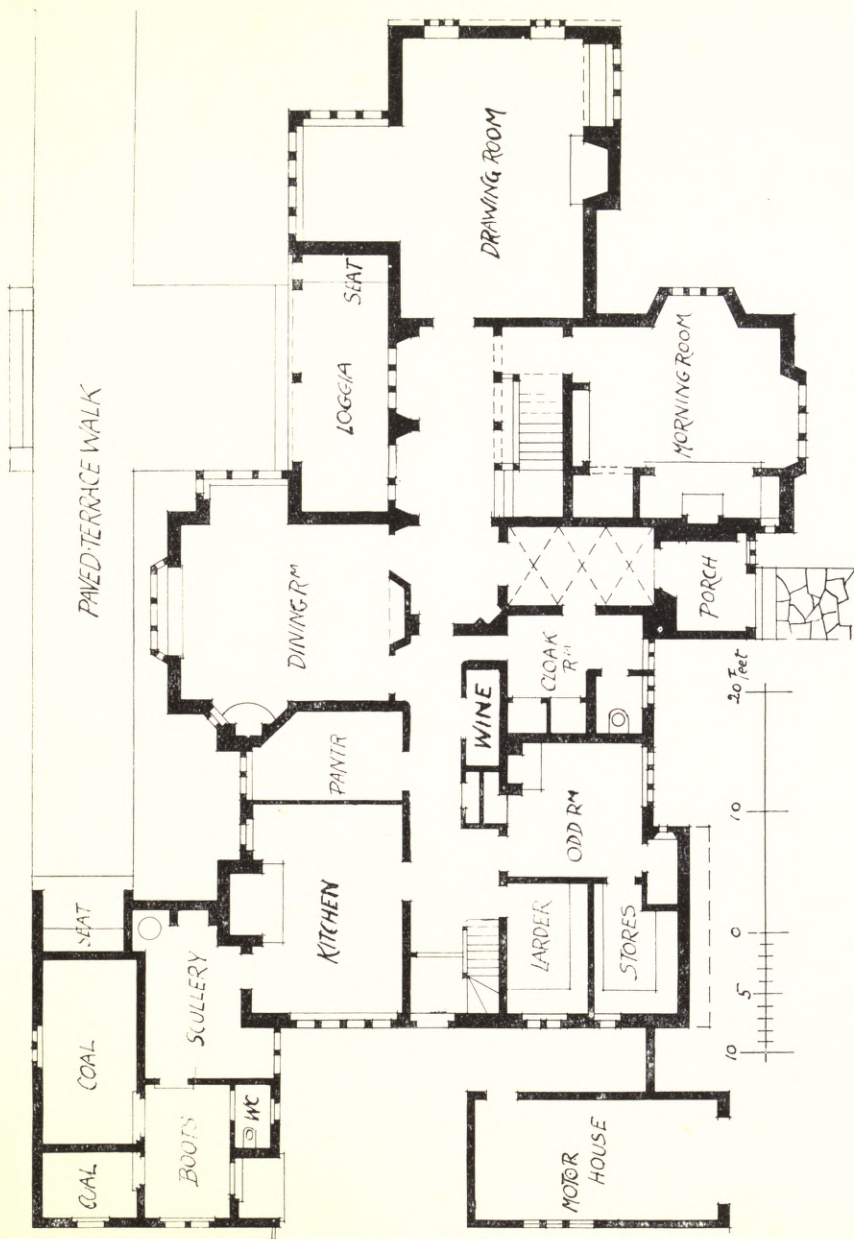 PAVED·TERRACE WALK
COAL
COAL
SEAT
BOOTS
SCULLERY
WC
KITCHEN
PANTR
DINING RM
LOGGIA
SEAT
DRAWING ROOM
WINE
LARDER
ODD RM
CLOAK
RM
STORES
MORNING ROOM
PORCH
MOTOR
HOUSE
10
5
0
10
20 Feet